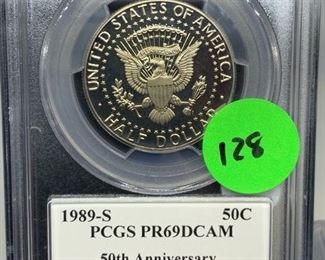 UNITED STATES OF AMERICA
HALF DOLLAR
128
1989-S 50C
PCGS PR69DCAM
50th Anniversary